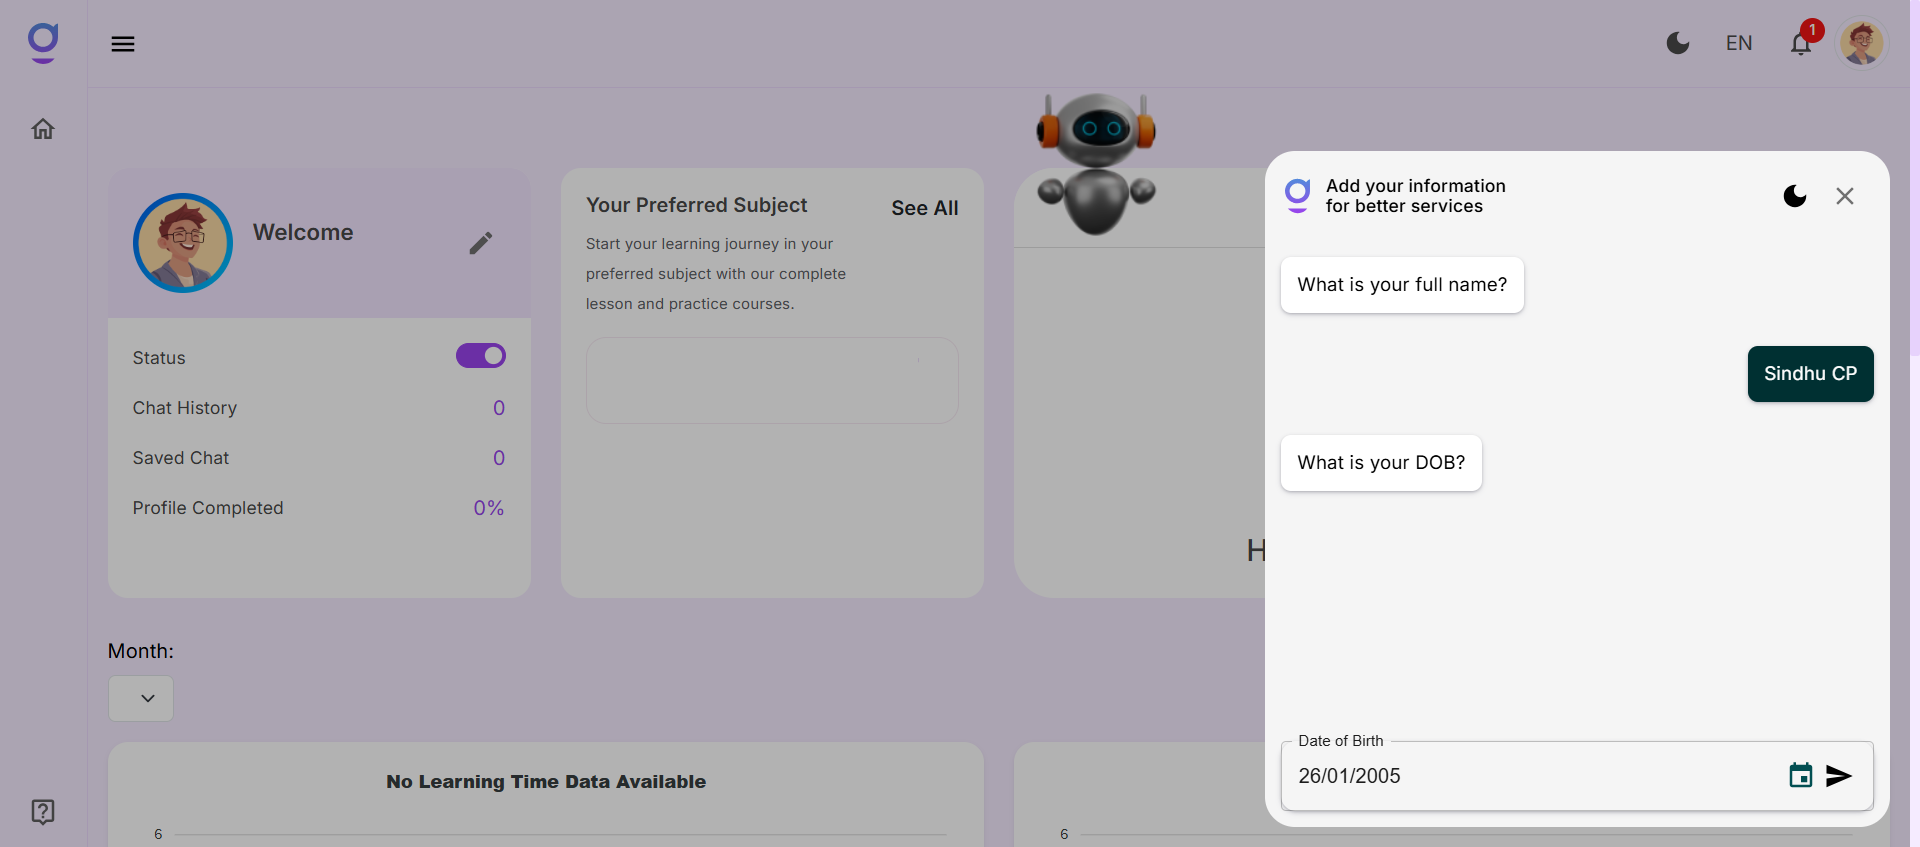 EN
1
Welcome
Status
Chat History 0
Saved Chat 0
Profile Completed 0%
Your Preferred Subject
See All
Start your learning journey in your
preferred subject with our complete
lesson and practice courses.
H
Month:
No Learning Time Data Available
6
6
Add your information
for better services
What is your full name?
Sindhu CP
What is your DOB?
Date of Birth
26/01/2005